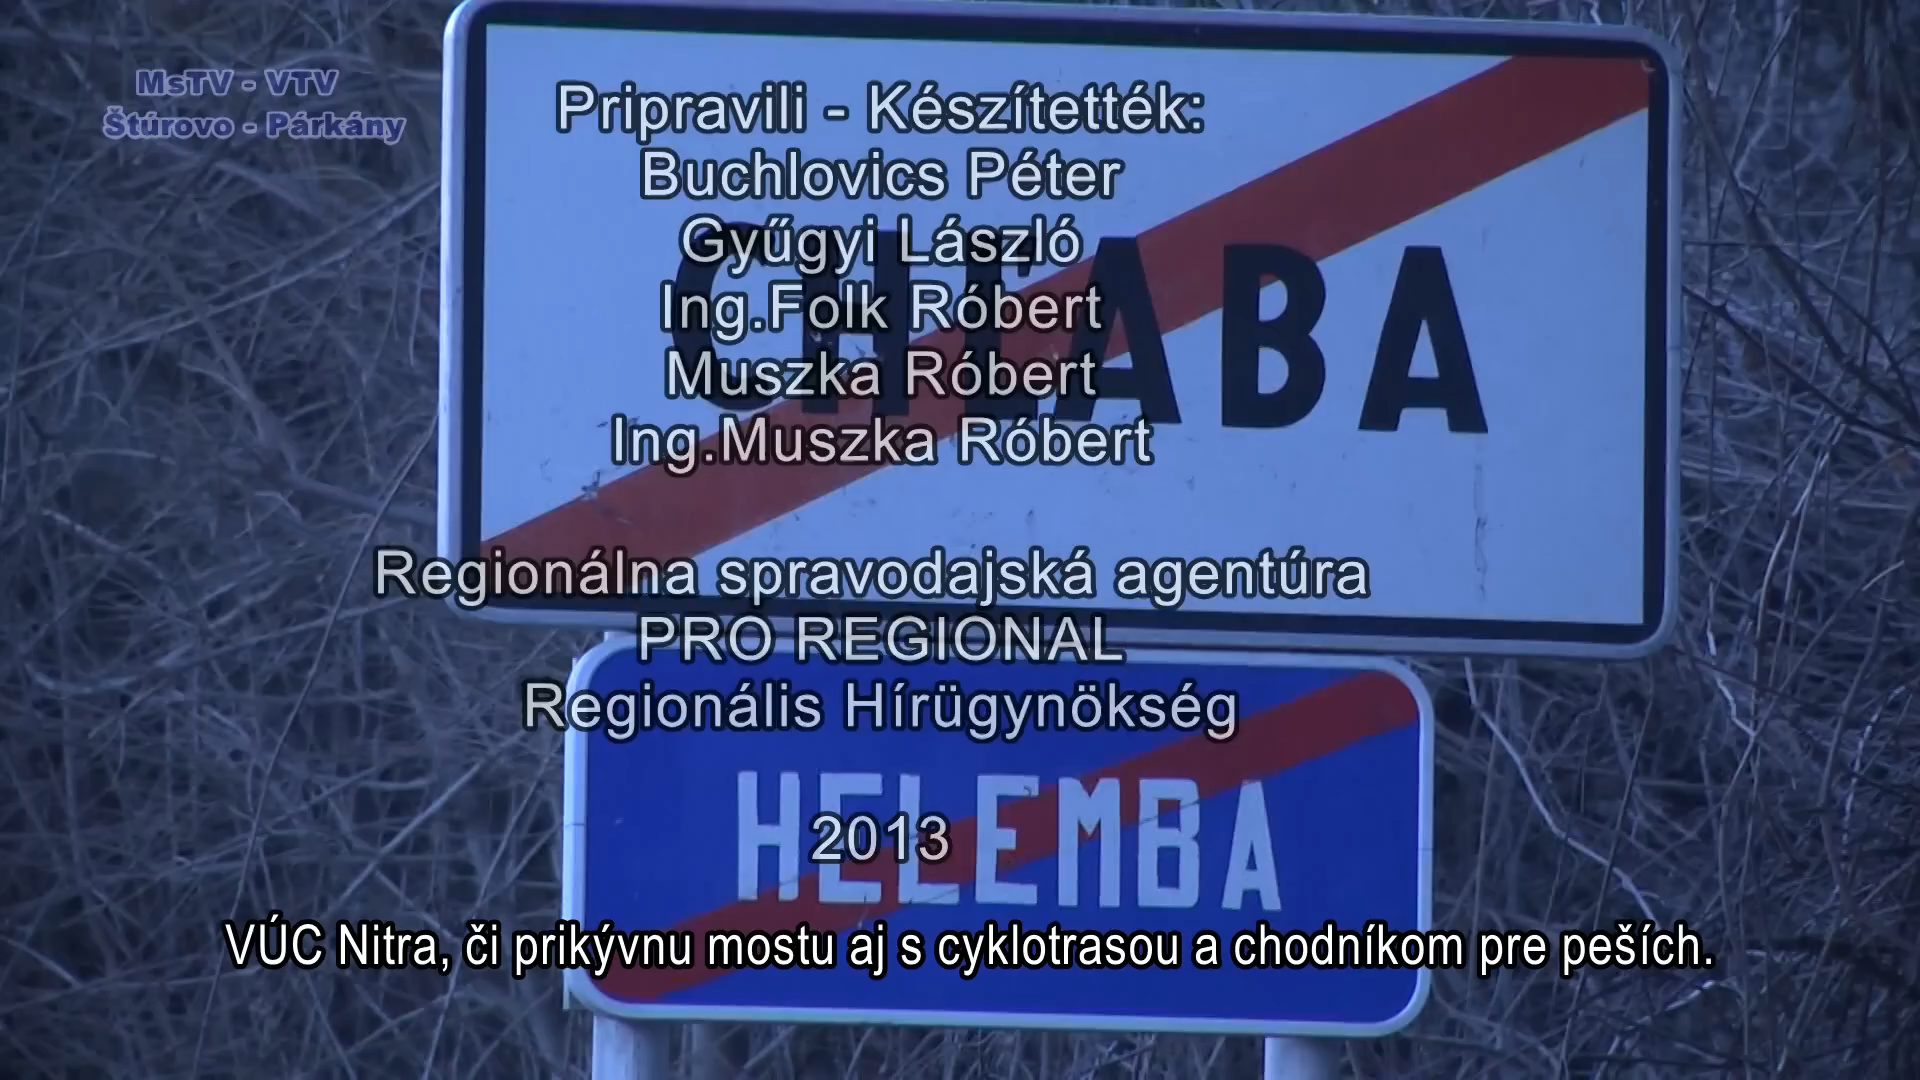 MsTV - VTV
Štúrovo - Párkány
Pripravili - Készítették:
Buchlovics Péter
Gyűgyi László
Ing.Folk Róbert
Muszka Róbert
Ing.Muszka Róbert
CHĽABA
Regionálna spravodajská agentúra
PRO REGIONAL
Regionális Hírügynökség
HELEMBA
2013
VÚC Nitra, či prikývnu mostu aj s cyklotrasou a chodníkom pre peších.